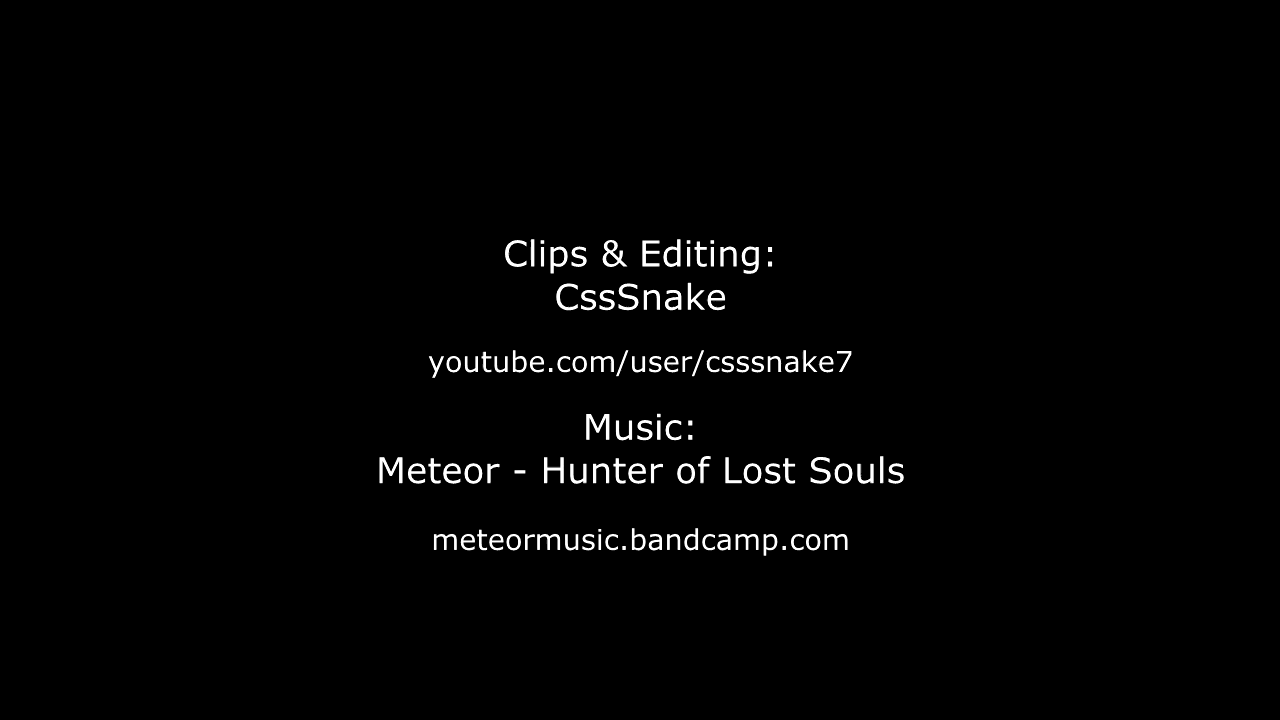 Clips & Editing:
CssSnake
youtube.com/user/csssnake7
Music:
Meteor - Hunter of Lost Souls
meteormusic.bandcamp.com